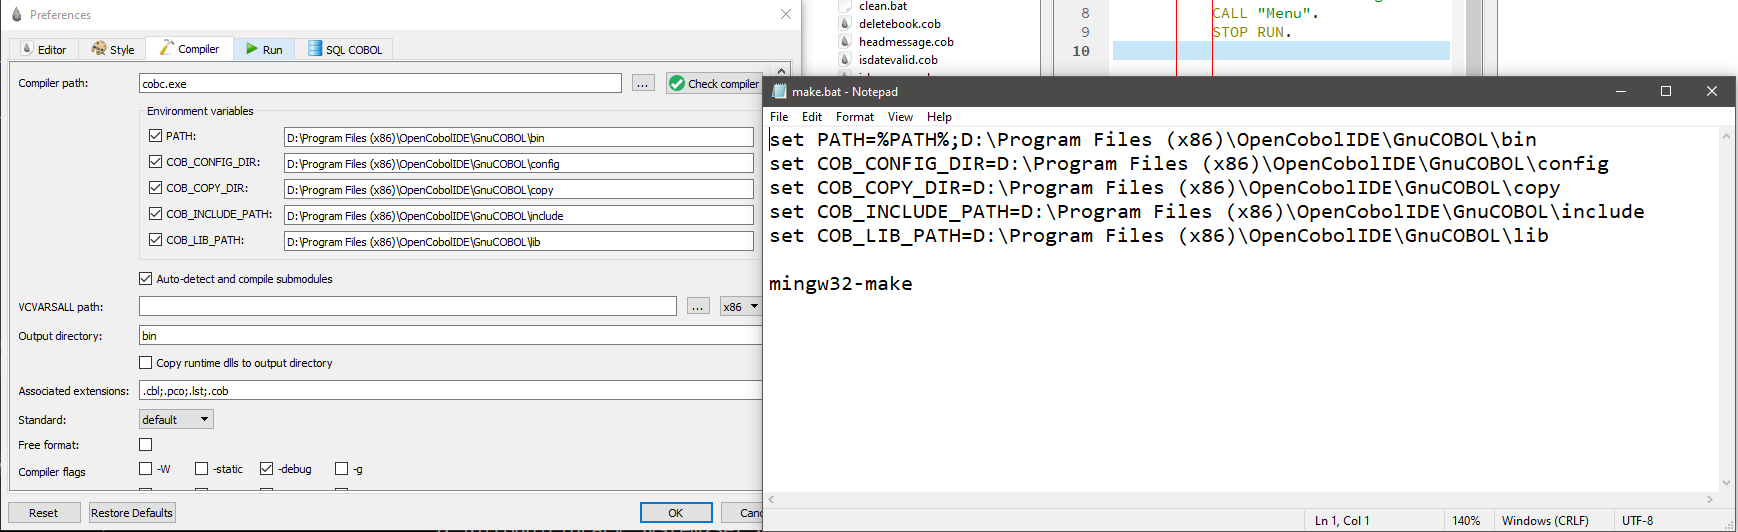 Preferences
Editor
Style
Compiler
Run
SQL COBOL
Compiler path:
cobc.exe
...
Check compiler
Environment variables
PATH:
D:\Program Files (x86)\OpenCobolIDE\GnuCOBOL\bin
COB_CONFIG_DIR:
D:\Program Files (x86)\OpenCobolIDE\GnuCOBOL\config
COB_COPY_DIR:
D:\Program Files (x86)\OpenCobolIDE\GnuCOBOL\copy
COB_INCLUDE_PATH:
D:\Program Files (x86)\OpenCobolIDE\GnuCOBOL\include
COB_LIB_PATH:
D:\Program Files (x86)\OpenCobolIDE\GnuCOBOL\lib
Auto-detect and compile submodules
VCVARSALL path:
...
x86
Output directory:
bin
Copy runtime dlls to output directory
Associated extensions:
.cbl;.pco;.lst;.cob
Standard:
default
Free format:
Compiler flags
-W
-static
-debug
-g
Reset
Restore Defaults
OK
clean.bat
deletebook.cob
headmessage.cob
isdatevalid.cob
8 CALL "Menu".
9 STOP RUN.
10
make.bat - Notepad
File Edit Format View Help
set PATH=%PATH%;D:\Program Files (x86)\OpenCobolIDE\GnuCOBOL\bin
set COB_CONFIG_DIR=D:\Program Files (x86)\OpenCobolIDE\GnuCOBOL\config
set COB_COPY_DIR=D:\Program Files (x86)\OpenCobolIDE\GnuCOBOL\copy
set COB_INCLUDE_PATH=D:\Program Files (x86)\OpenCobolIDE\GnuCOBOL\include
set COB_LIB_PATH=D:\Program Files (x86)\OpenCobolIDE\GnuCOBOL\lib
mingw32-make
Ln 1, Col 1
140%
Windows (CRLF)
UTF-8